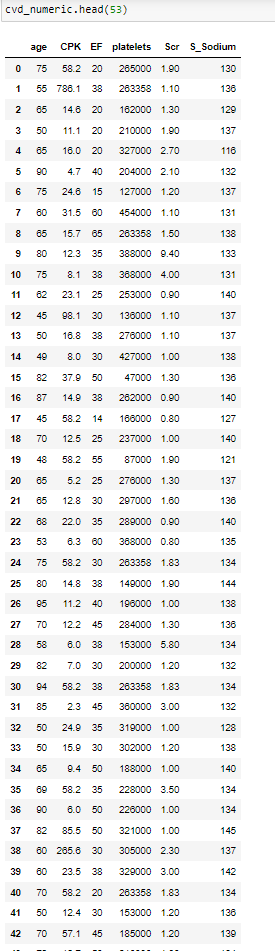 cvd_numeric.head(53)
age CPK EF platelets Scr S_Sodium
0 75 58.2 20 265000 1.90 130
1 55 786.1 38 263358 1.10 136
2 65 14.6 20 162000 1.30 129
3 50 11.1 20 210000 1.90 137
4 65 16.0 20 327000 2.70 116
5 90 4.7 40 204000 2.10 132
6 75 24.6 15 127000 1.20 137
7 60 31.5 60 454000 1.10 131
8 65 15.7 65 263358 1.50 138
9 80 12.3 35 388000 9.40 133
10 75 8.1 38 368000 4.00 131
11 62 23.1 25 253000 0.90 140
12 45 98.1 30 136000 1.10 137
13 50 16.8 38 276000 1.10 137
14 49 8.0 30 427000 1.00 138
15 82 37.9 50 47000 1.30 136
16 87 14.9 38 262000 0.90 140
17 45 58.2 14 166000 0.80 127
18 70 12.5 25 237000 1.00 140
19 48 58.2 55 87000 1.90 121
20 65 5.2 25 276000 1.30 137
21 65 12.8 30 297000 1.60 136
22 68 22.0 35 289000 0.90 140
23 53 6.3 60 368000 0.80 135
24 75 58.2 30 263358 1.83 134
25 80 14.8 38 149000 1.90 144
26 95 11.2 40 196000 1.00 138
27 70 12.2 45 284000 1.30 136
28 58 6.0 38 153000 5.80 134
29 82 7.0 30 200000 1.20 132
30 94 58.2 38 263358 1.83 134
31 85 2.3 45 360000 3.00 132
32 50 24.9 35 319000 1.00 128
33 50 15.9 30 302000 1.20 138
34 65 9.4 50 188000 1.00 140
35 69 58.2 35 228000 3.50 134
36 90 6.0 50 226000 1.00 134
37 82 85.5 50 321000 1.00 145
38 60 265.6 30 305000 2.30 137
39 60 23.5 38 329000 3.00 142
40 70 58.2 20 263358 1.83 134
41 50 12.4 30 153000 1.20 136
42 70 57.1 45 185000 1.20 139